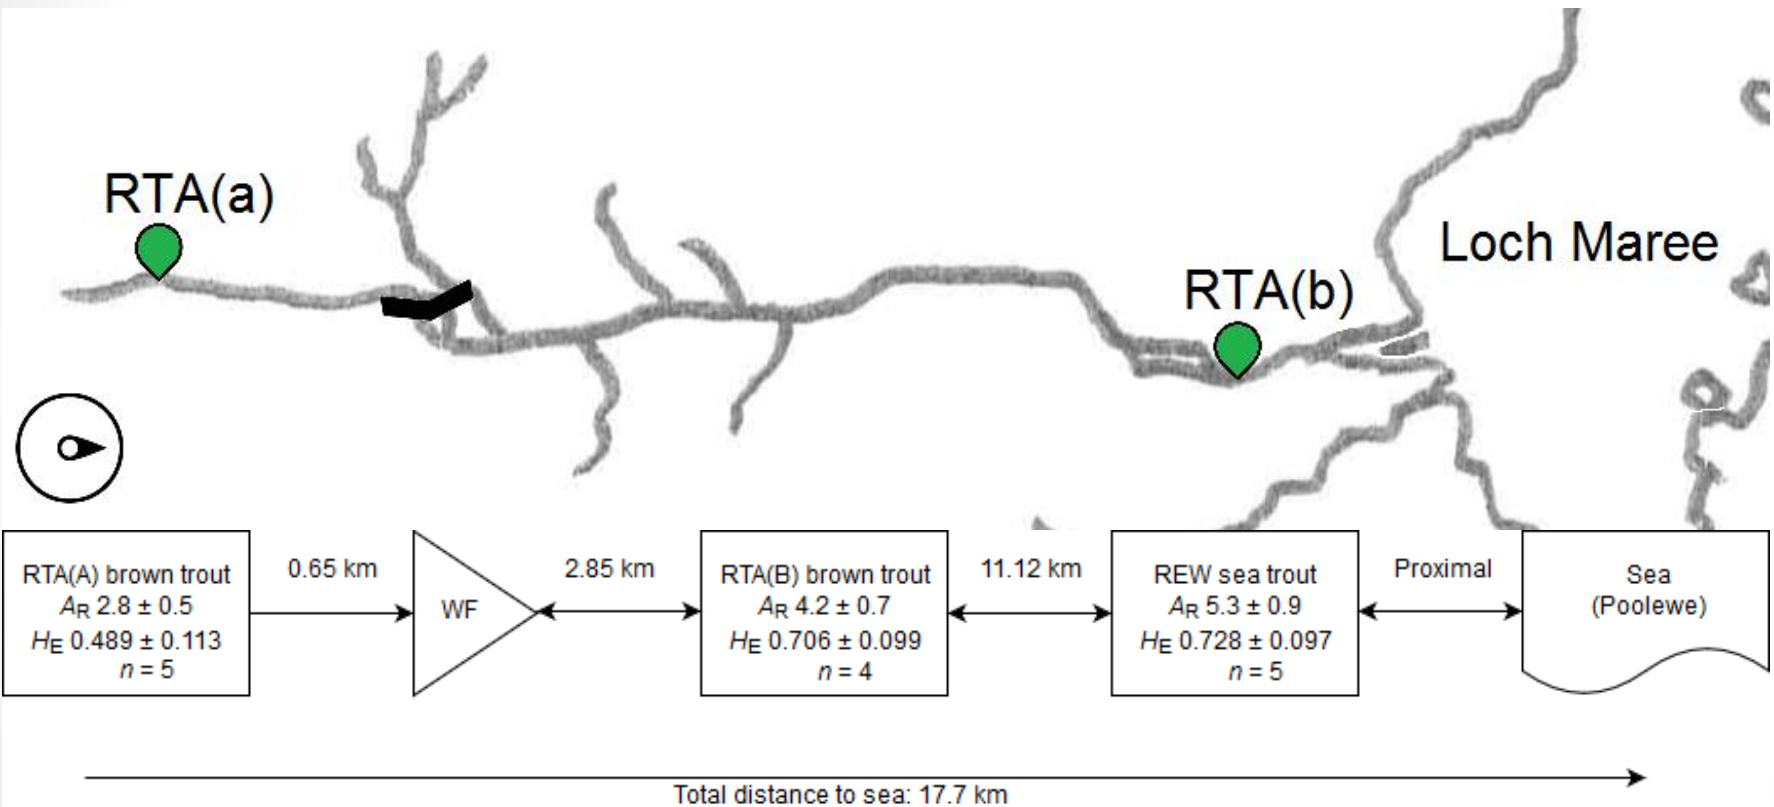 RTA(a)
Loch Maree
RTA(b)
RTA(A) brown trout
AR 2.8 ± 0.5
HE 0.489 ± 0.113
n = 5
0.65 km
WF
2.85 km
RTA(B) brown trout
AR 4.2 ± 0.7
HE 0.706 ± 0.099
n = 4
11.12 km
REW sea trout
AR 5.3 ± 0.9
HE 0.728 ± 0.097
n = 5
Proximal
Sea
(Poolewe)
Total distance to sea: 17.7 km